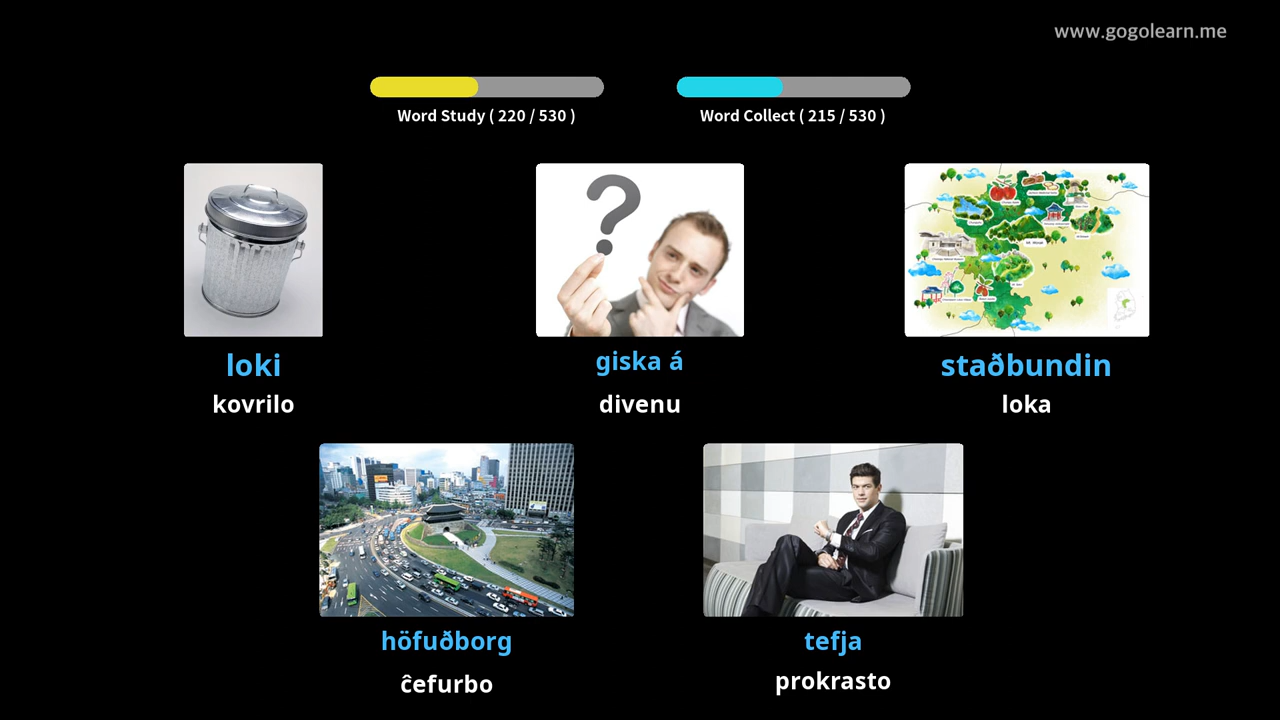 www.gogolearn.me
Word Study ( 220 / 530 )
Word Collect ( 215 / 530 )
loki
kovrilo
giska á
divenu
staðbundin
loka
höfuðborg
ĉefurbo
tefja
prokrasto